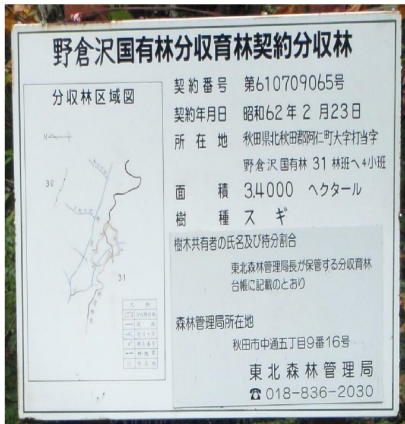 野倉沢国有林分収育林契約分収林
分収林区域図
30
31
契約番号 第610709065号
契約年月日 昭和62年2月23日
所在地 秋田県北秋田郡阿仁町大字打当字
野倉沢国有林 31 林班へ4小班
面積 3.4000 ヘクタール
樹種 スギ
樹木共有者の氏名及び持分割合
東北森林管理局長が保管する分収育林
台帳に記載のとおり
森林管理局所在地
秋田市中通五丁目9番16号
東北森林管理局
☎018-836-2030